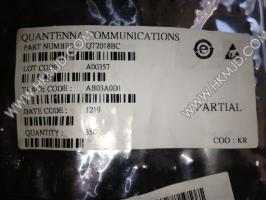 QUANTENNA COMMUNICATIONS
PART NUMBER : QT2018BC
LOT CODE : A00357
TRACE CODE : AB03A0D1
DATE CODE : 1219
PARTIAL
QUANTITY :
COO : KR
WWW.HKMJD.COM